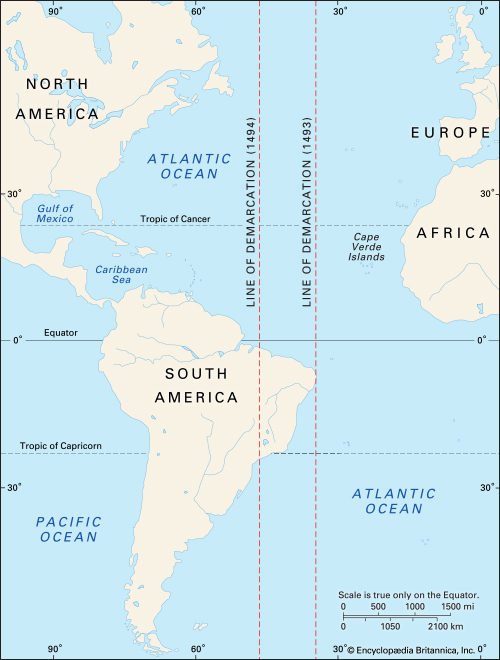 90°
60°
30°
0°
NORTH
AMERICA
EUROPE
ATLANTIC
OCEAN
LINE OF DEMARCATION (1494)
LINE OF DEMARCATION (1493)
30°
30°
Gulf of
Mexico
Tropic of Cancer
AFRICA
Cape
Verde
Islands
Caribbean
Sea
0°
Equator
0°
SOUTH
AMERICA
Tropic of Capricorn
30°
30°
ATLANTIC
OCEAN
PACIFIC
OCEAN
Scale is true only on the Equator.
0 500 1000 1500 mi
0 1050 2100 km
© Encyclopædia Britannica, Inc.
90°
60°
30°
0°